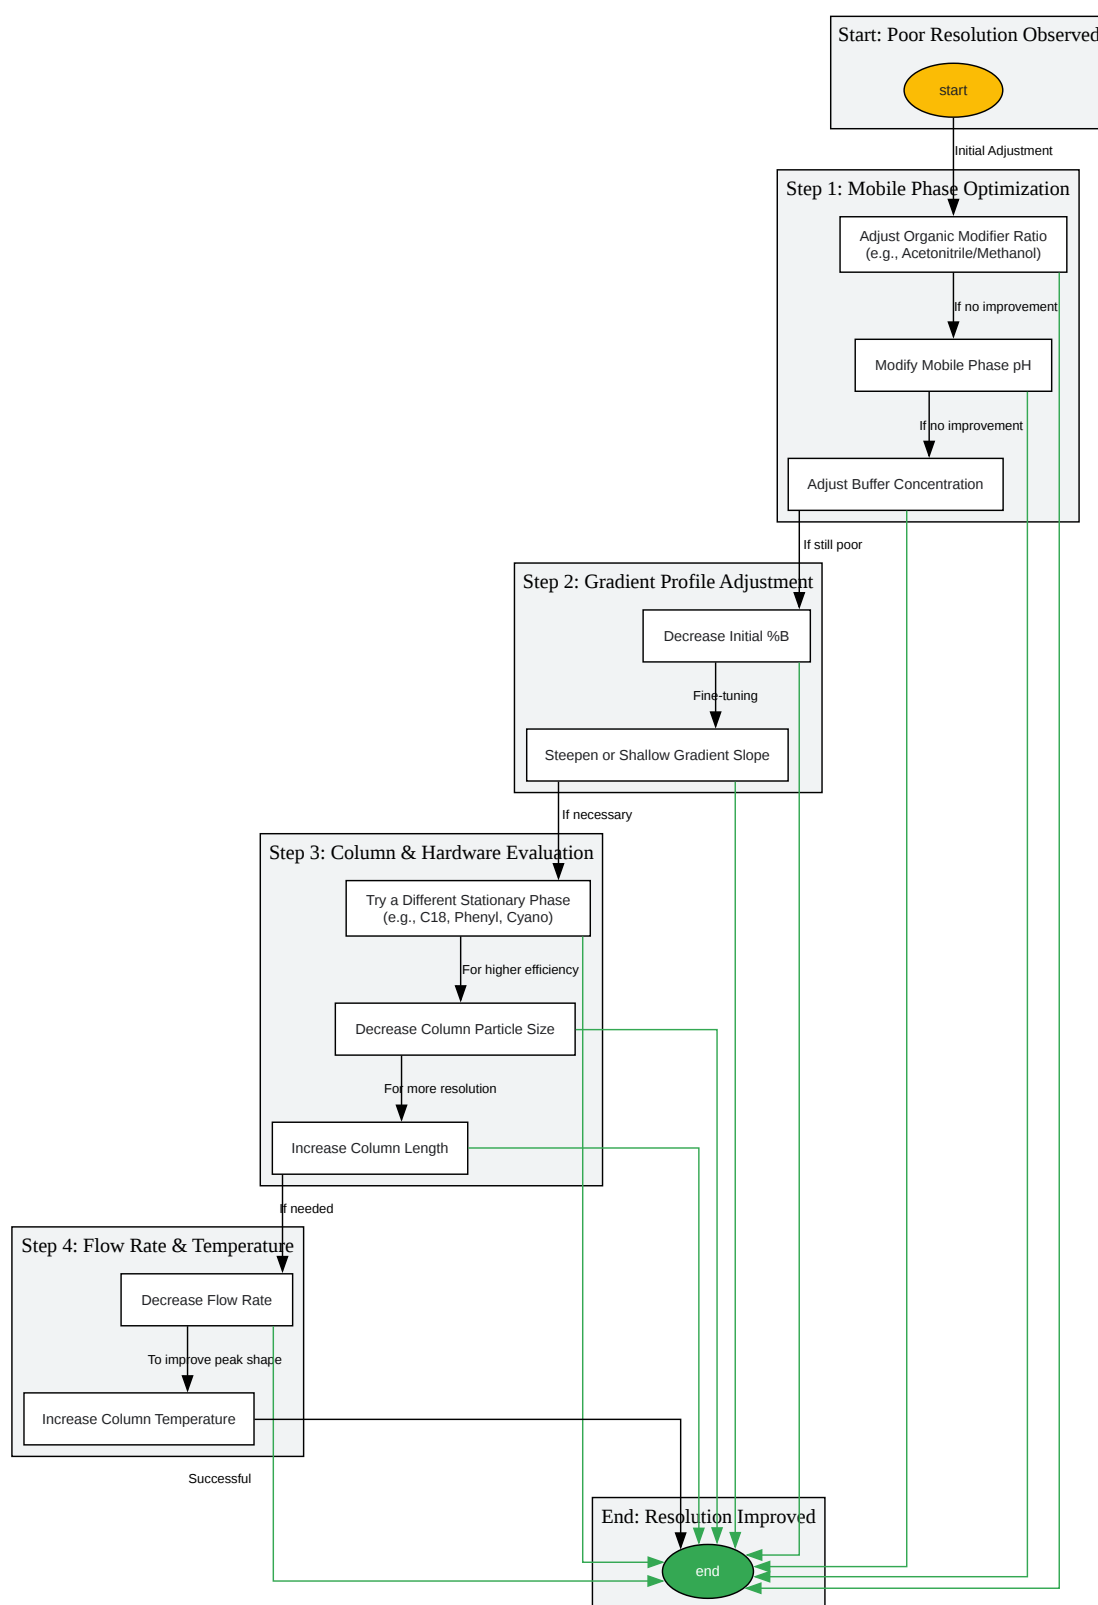 Start: Poor Resolution Observed
start
Initial Adjustment
Step 1: Mobile Phase Optimization
Adjust Organic Modifier Ratio
(e.g., Acetonitrile/Methanol)
If no improvement
Modify Mobile Phase pH
If no improvement
Adjust Buffer Concentration
If still poor
Step 2: Gradient Profile Adjustment
Decrease Initial %B
Fine-tuning
Steepen or Shallow Gradient Slope
If necessary
Step 3: Column & Hardware Evaluation
Try a Different Stationary Phase
(e.g., C18, Phenyl, Cyano)
For higher efficiency
Decrease Column Particle Size
For more resolution
Increase Column Length
If needed
Step 4: Flow Rate & Temperature
Decrease Flow Rate
To improve peak shape
Increase Column Temperature
Successful
End: Resolution Improved
end